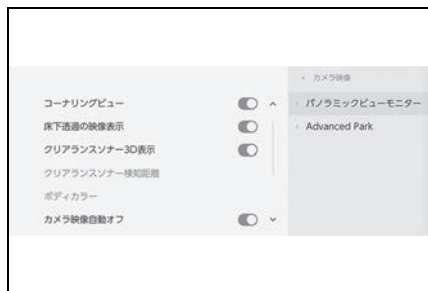 コーナリングビュー
床下透過の映像表示
クリアランスソナー3D表示
クリアランスソナー検知距離
ボディカラー
カメラ映像自動オフ
カメラ映像
パノラミックビューモニター
Advanced Park